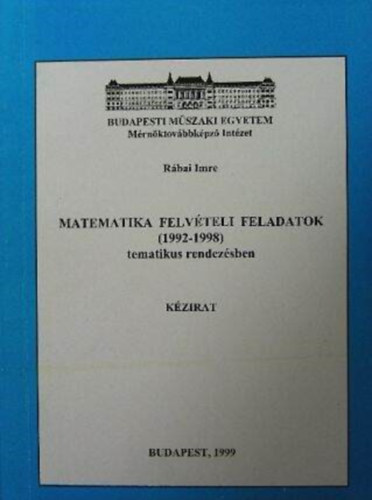 BUDAPESTI MŰSZAKI EGYETEM
Mérnöktovábbképző Intézet
Rábai Imre
MATEMATIKA FELVÉTELI FELADATOK
(1992-1998)
tematikus rendezésben
KÉZIRAT
BUDAPEST, 1999